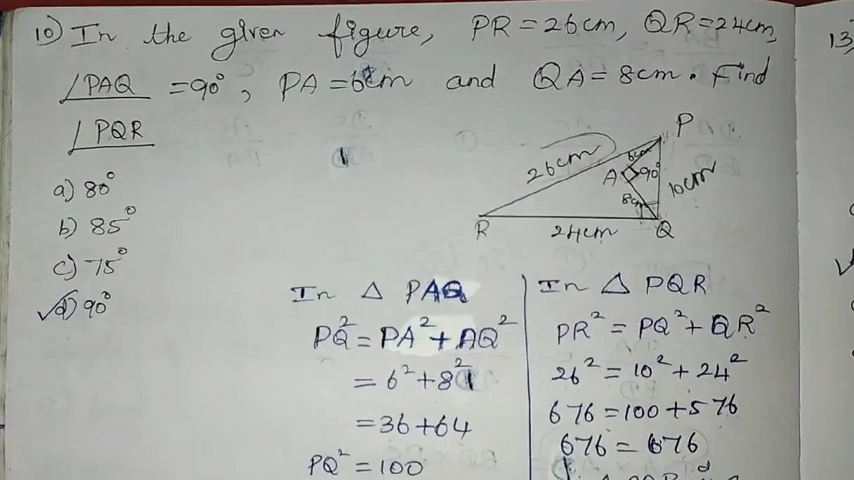 10) In the given figure, PR = 26cm, QR = 24cm,
∠PAQ = 90°, PA = 6cm and QA = 8cm. Find
∠PQR
a) 80°
b) 85°
c) 75°
d) 90°
P
26cm
6cm
A
90°
10cm
8cm
R
24cm
Q
In △ PAQ
PQ² = PA² + AQ²
= 6² + 8²
= 36 + 64
PQ² = 100
In △ PQR
PR² = PQ² + QR²
26² = 10² + 24²
676 = 100 + 576
676 = 676
13)